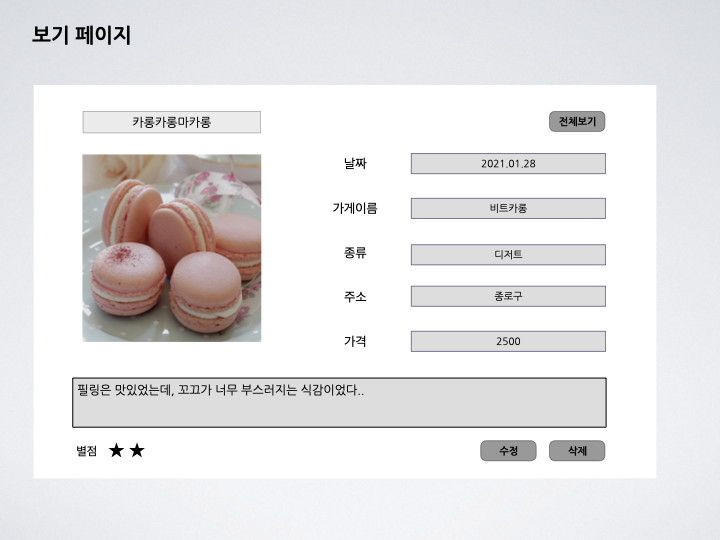 보기 페이지
카롱카롱마카롱
전체보기
날짜
2021.01.28
가게이름
비트카롱
종류
디저트
주소
종로구
가격
2500
필링은 맛있었는데, 꼬끄가 너무 부스러지는 식감이었다..
별점 ★★
수정
삭제